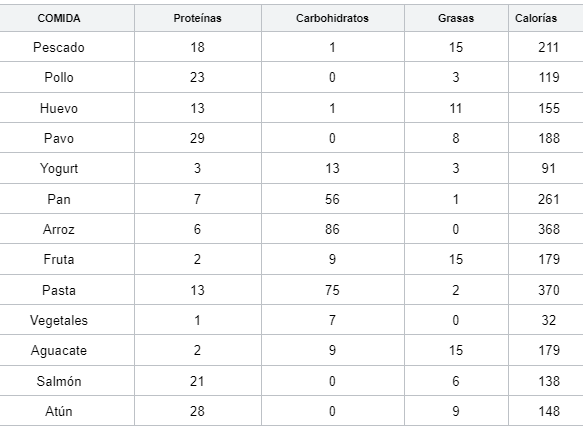 COMIDA Proteínas Carbohidratos Grasas Calorías
Pescado 18 1 15 211
Pollo 23 0 3 119
Huevo 13 1 11 155
Pavo 29 0 8 188
Yogurt 3 13 3 91
Pan 7 56 1 261
Arroz 6 86 0 368
Fruta 2 9 15 179
Pasta 13 75 2 370
Vegetales 1 7 0 32
Aguacate 2 9 15 179
Salmón 21 0 6 138
Atún 28 0 9 148